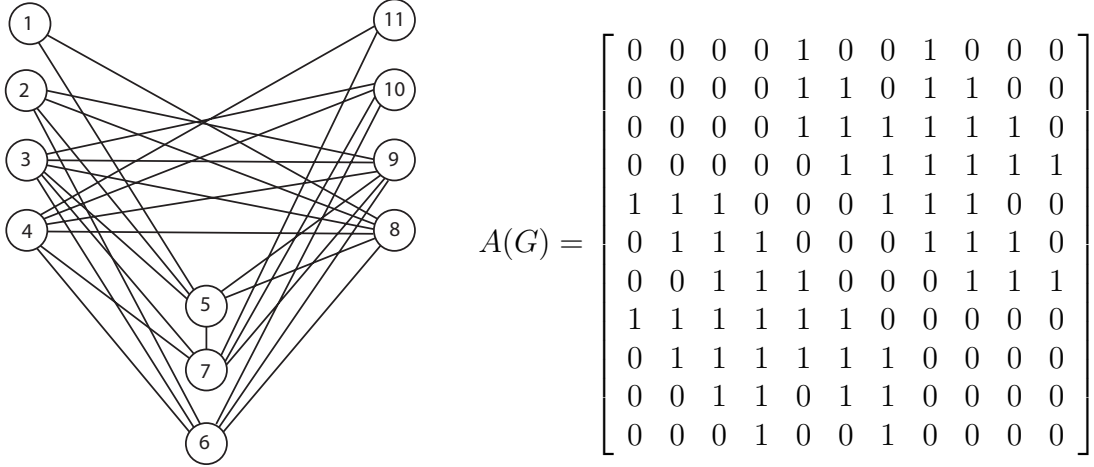 1
11
2
10
3
9
4
8
5
7
6
A(G) =
0 0 0 0 1 0 0 1 0 0 0
0 0 0 0 1 1 0 1 1 0 0
0 0 0 0 1 1 1 1 1 1 0
0 0 0 0 0 1 1 1 1 1 1
1 1 1 0 0 0 1 1 1 0 0
0 1 1 1 0 0 0 1 1 1 0
0 0 1 1 1 0 0 0 1 1 1
1 1 1 1 1 1 0 0 0 0 0
0 1 1 1 1 1 1 0 0 0 0
0 0 1 1 0 1 1 0 0 0 0
0 0 0 1 0 0 1 0 0 0 0